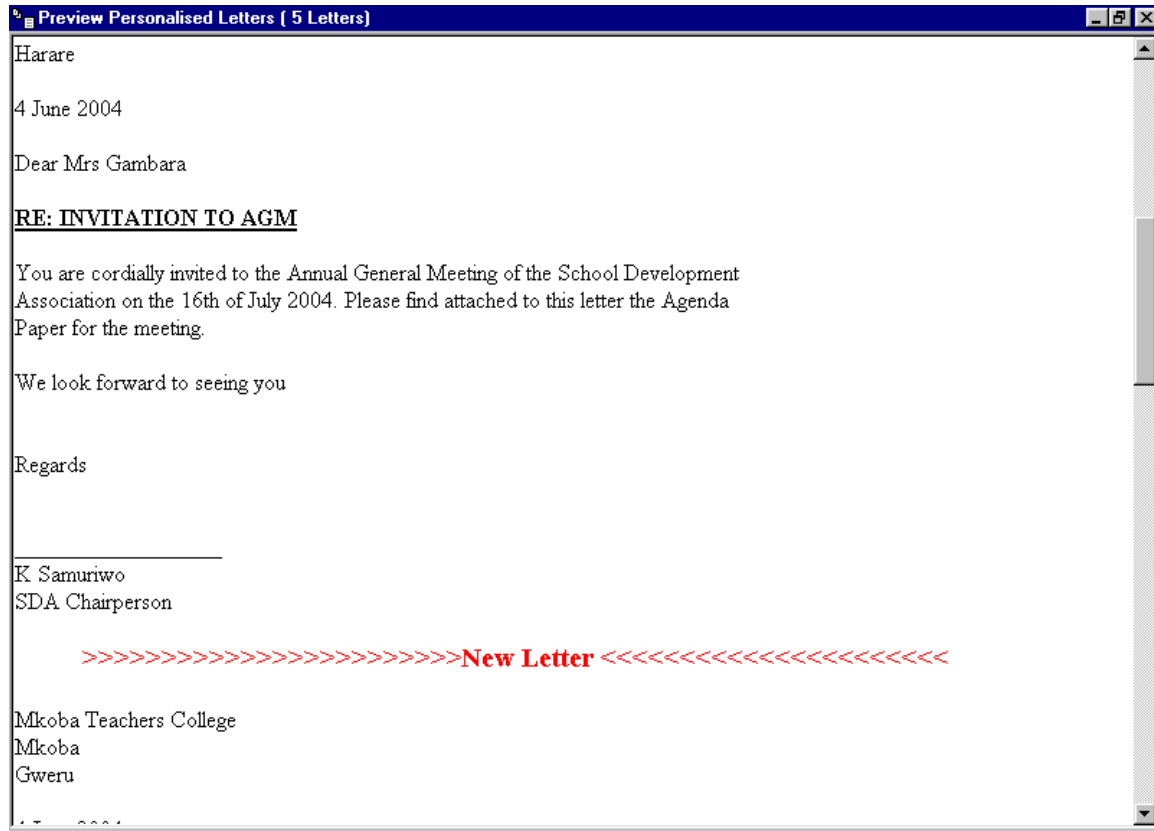 Preview Personalised Letters ( 5 Letters)
Harare
4 June 2004
Dear Mrs Gambara
RE: INVITATION TO AGM
You are cordially invited to the Annual General Meeting of the School Development
Association on the 16th of July 2004. Please find attached to this letter the Agenda
Paper for the meeting.
We look forward to seeing you
Regards
K Samuriwo
SDA Chairperson
>>>>>>>>>>>>>>>>>>>>>>>>New Letter <<<<<<<<<<<<<<<<<<<<<<
Mkoba Teachers College
Mkoba
Gweru